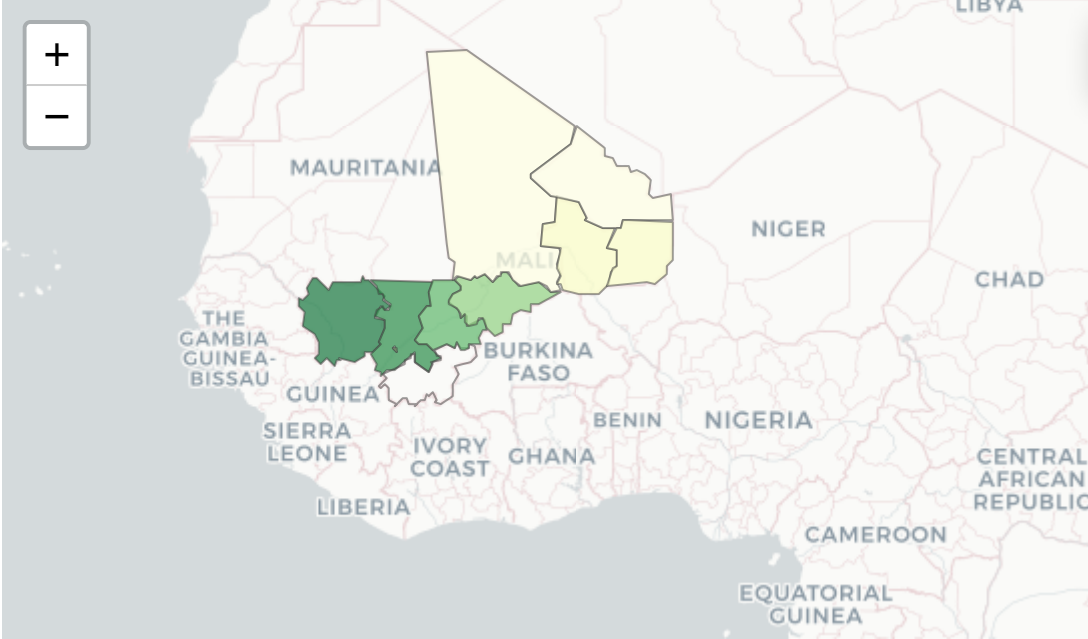 LIBYA
+
−
MAURITANIA
NIGER
MALI
CHAD
THE
GAMBIA
GUINEA-
BISSAU
BURKINA
FASO
GUINEA
BENIN
NIGERIA
SIERRA
LEONE
IVORY
COAST
GHANA
CENTRAL
AFRICAN
REPUBLIC
LIBERIA
CAMEROON
EQUATORIAL
GUINEA